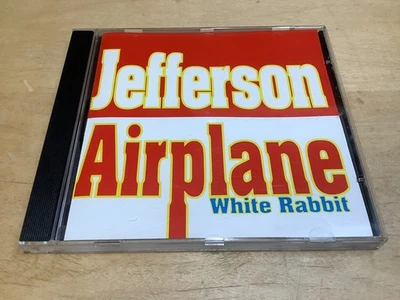 Jefferson
Airplane
White Rabbit